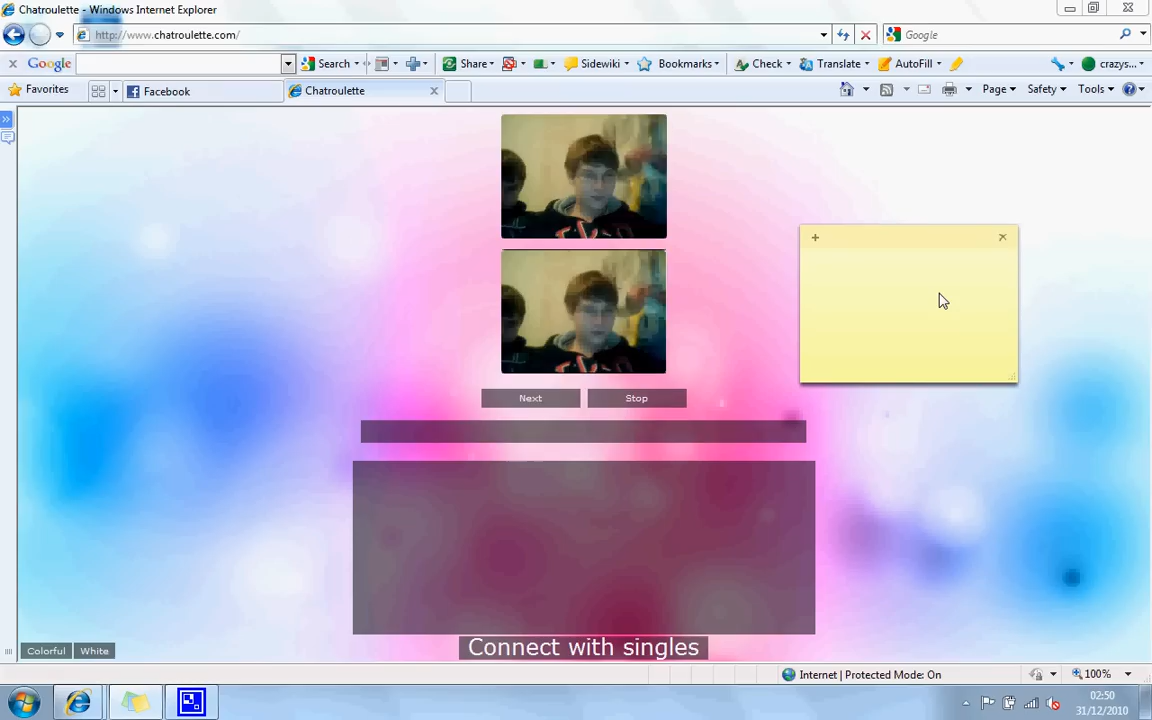 Chatroulette - Windows Internet Explorer
http://www.chatroulette.com/
Google
Google
Search
Share
Sidewiki
Bookmarks
Check
Translate
AutoFill
crazys...
Favorites
Facebook
Chatroulette
Page
Safety
Tools
Next
Stop
Connect with singles
Colorful
White
Internet | Protected Mode: On
100%
02:50
31/12/2010